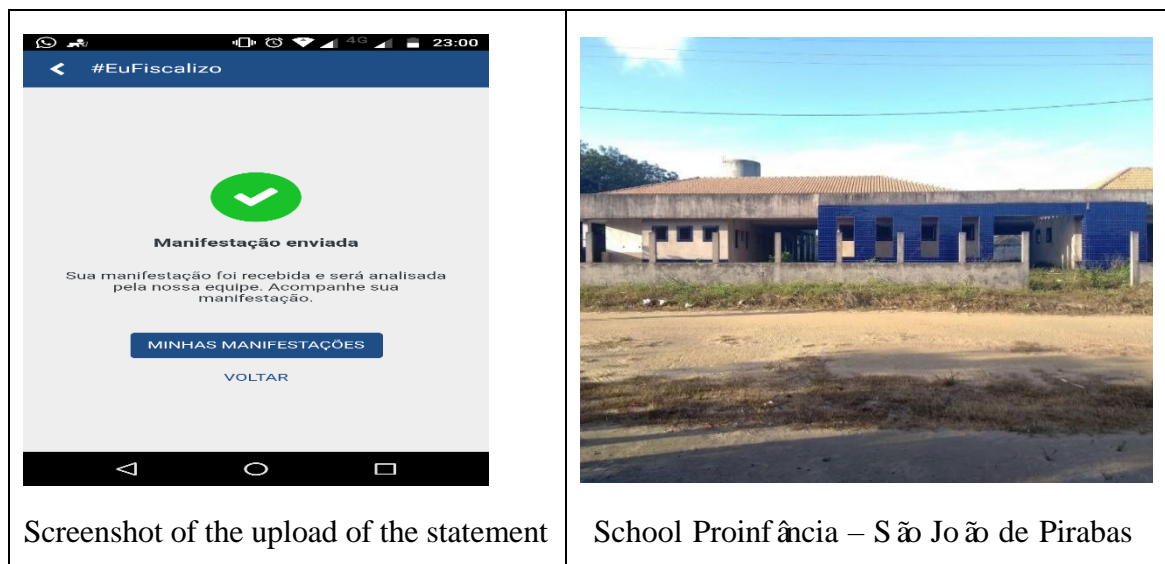 4G 23:00
#EuFiscalizo
Manifestação enviada
Sua manifestação foi recebida e será analisada
pela nossa equipe. Acompanhe sua
manifestação.
MINHAS MANIFESTAÇÕES
VOLTAR
Screenshot of the upload of the statement
School Proinfância – São João de Pirabas